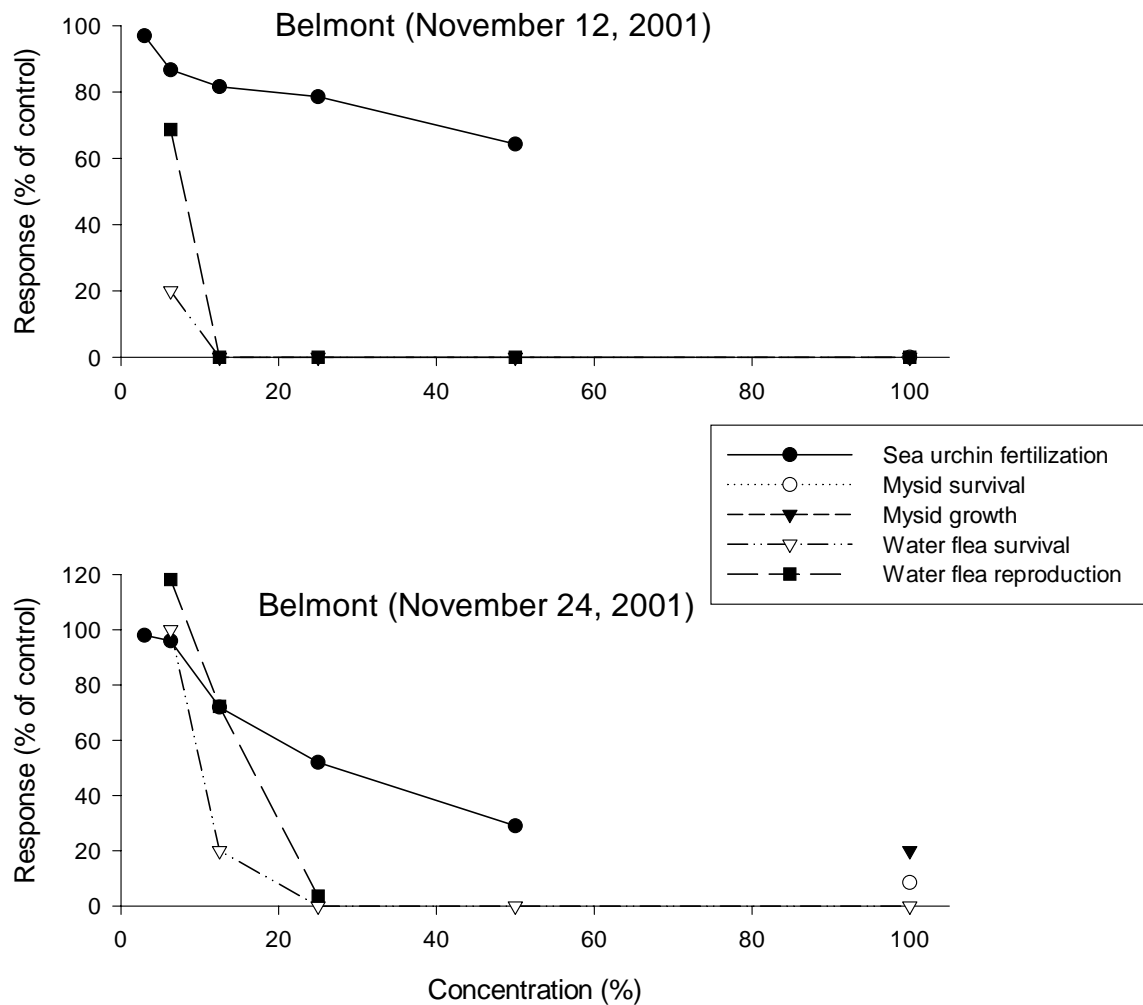 Belmont (November 12, 2001)
Response (% of control)
100
80
60
40
20
0
0 20 40 60 80 100
Sea urchin fertilization
Mysid survival
Mysid growth
Water flea survival
Water flea reproduction
Belmont (November 24, 2001)
Response (% of control)
120
100
80
60
40
20
0
0 20 40 60 80 100
Concentration (%)